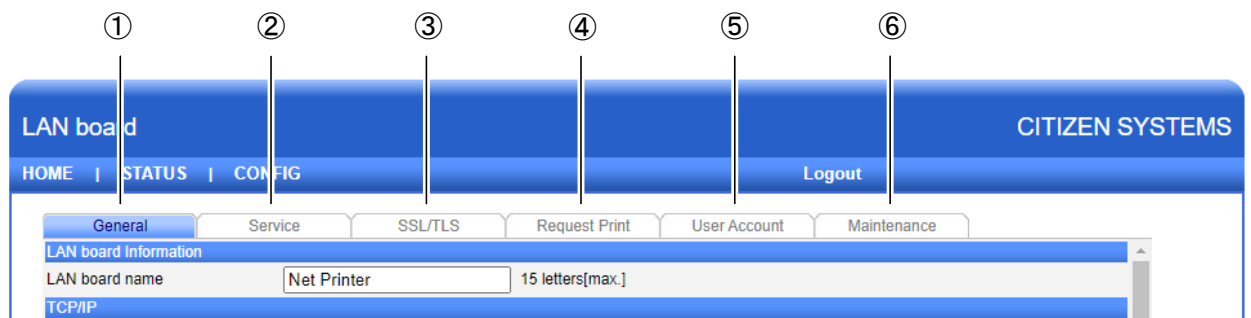 ① ② ③ ④ ⑤ ⑥
LAN board CITIZEN SYSTEMS
HOME | STATUS | CONFIG Logout
General Service SSL/TLS Request Print User Account Maintenance
LAN board Information
LAN board name Net Printer 15 letters[max.]
TCP/IP